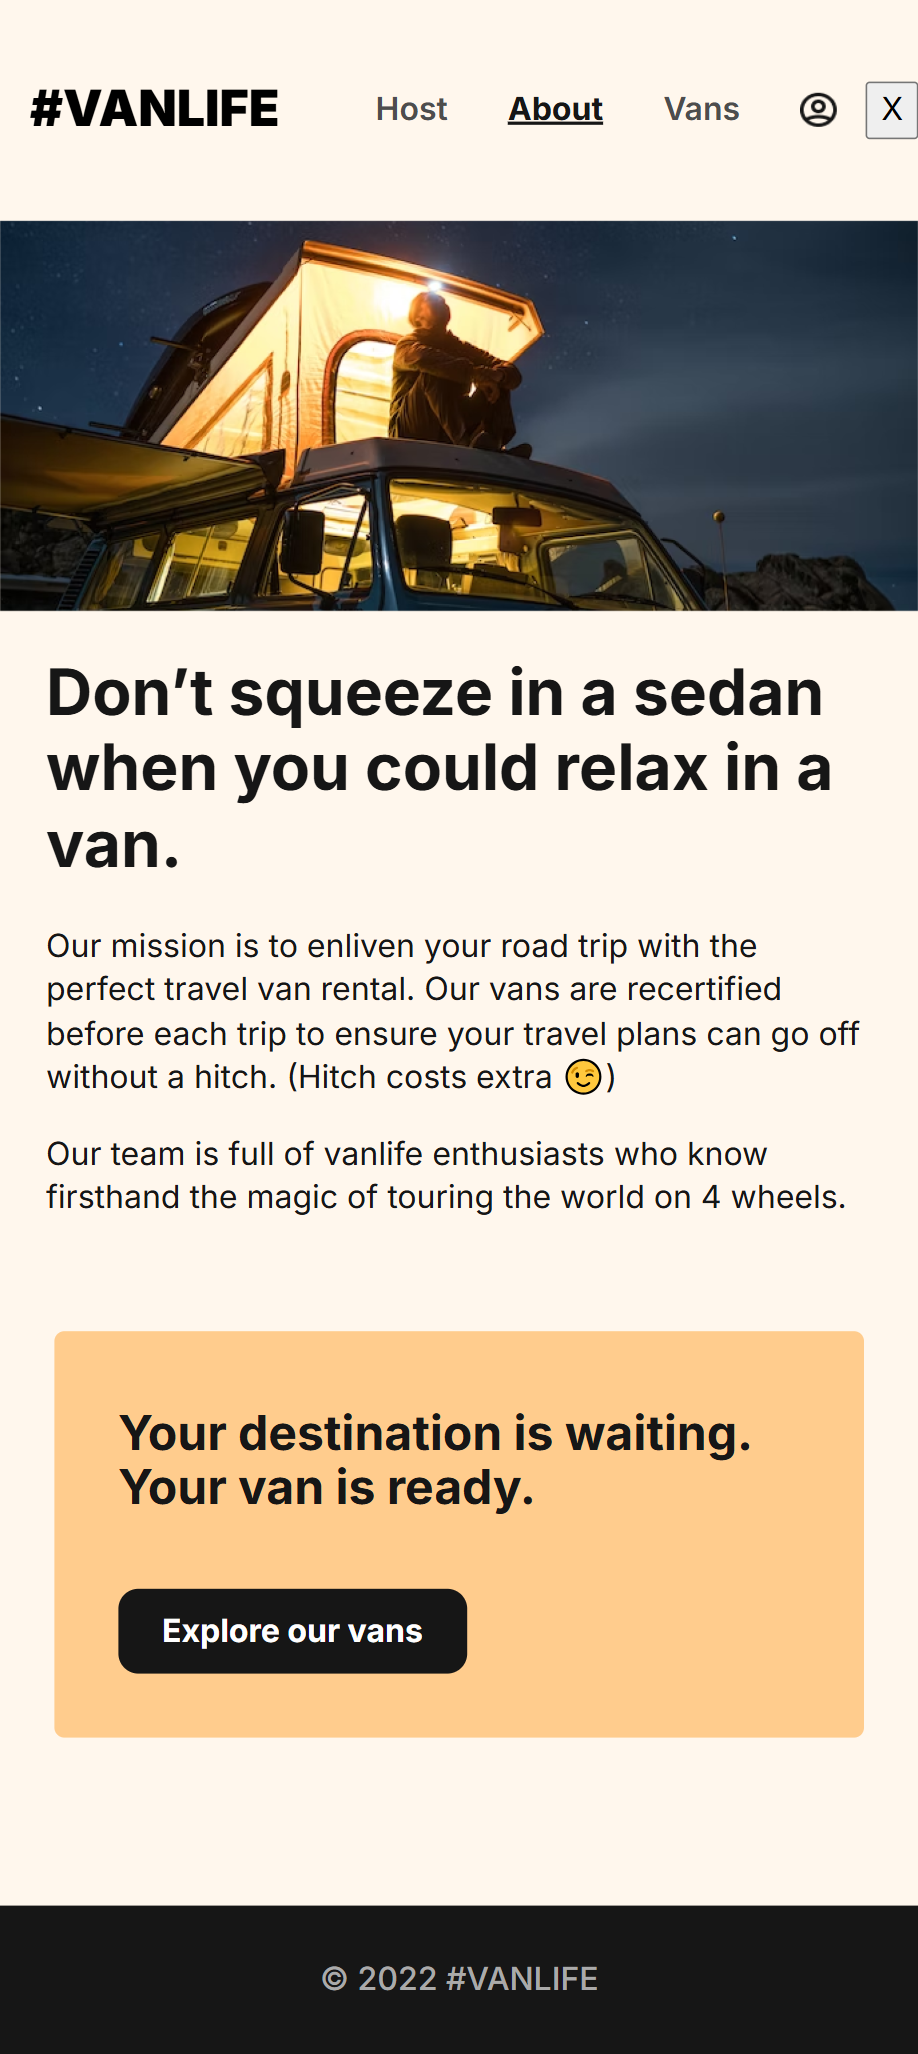 #VANLIFE Host About Vans X
Don’t squeeze in a sedan
when you could relax in a
van.
Our mission is to enliven your road trip with the
perfect travel van rental. Our vans are recertified
before each trip to ensure your travel plans can go off
without a hitch. (Hitch costs extra 😉)
Our team is full of vanlife enthusiasts who know
firsthand the magic of touring the world on 4 wheels.
Your destination is waiting.
Your van is ready.
Explore our vans
© 2022 #VANLIFE